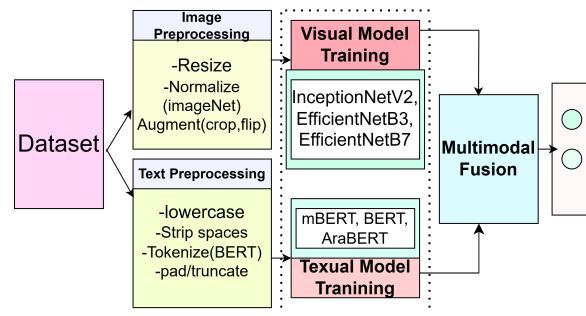 Dataset
Image
Preprocessing
-Resize
-Normalize
(imageNet)
Augment(crop,flip)
Text Preprocessing
-lowercase
-Strip spaces
-Tokenize(BERT)
-pad/truncate
Visual Model
Training
InceptionNetV2,
EfficientNetB3,
EfficientNetB7
mBERT, BERT,
AraBERT
Texual Model
Tranining
Multimodal
Fusion